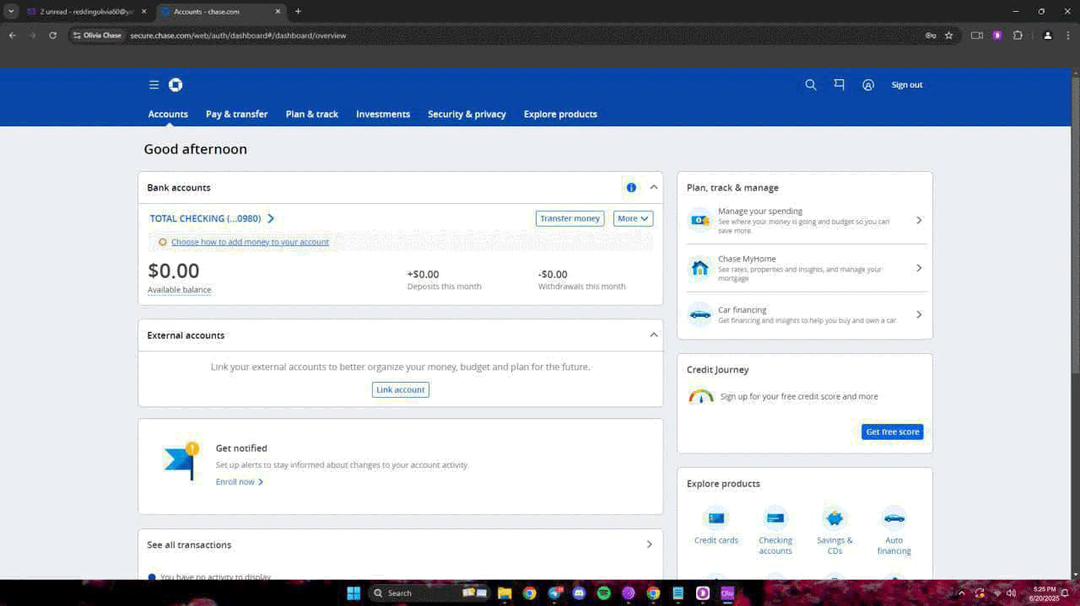 2 unread - reddingolivia60@ya
Accounts - chase.com
Olivia Chase
secure.chase.com/web/auth/dashboard#/dashboard/overview
Sign out
Accounts
Pay & transfer
Plan & track
Investments
Security & privacy
Explore products
Good afternoon
Bank accounts
TOTAL CHECKING (...0980)
Transfer money
More
Choose how to add money to your account
$0.00
Available balance
+$0.00
Deposits this month
-$0.00
Withdrawals this month
External accounts
Link your external accounts to better organize your money, budget and plan for the future.
Link account
Get notified
Set up alerts to stay informed about changes to your account activity.
Enroll now
See all transactions
You have no activity to display
Plan, track & manage
Manage your spending
See where your money is going and budget so you can
save more.
Chase MyHome
See rates, properties and insights, and manage your
mortgage
Car financing
Get financing and insights to help you buy and own a car.
Credit Journey
Sign up for your free credit score and more
Get free score
Explore products
Credit cards
Checking
accounts
Savings &
CDs
Auto
financing
Search
5:25 PM
6/20/2025